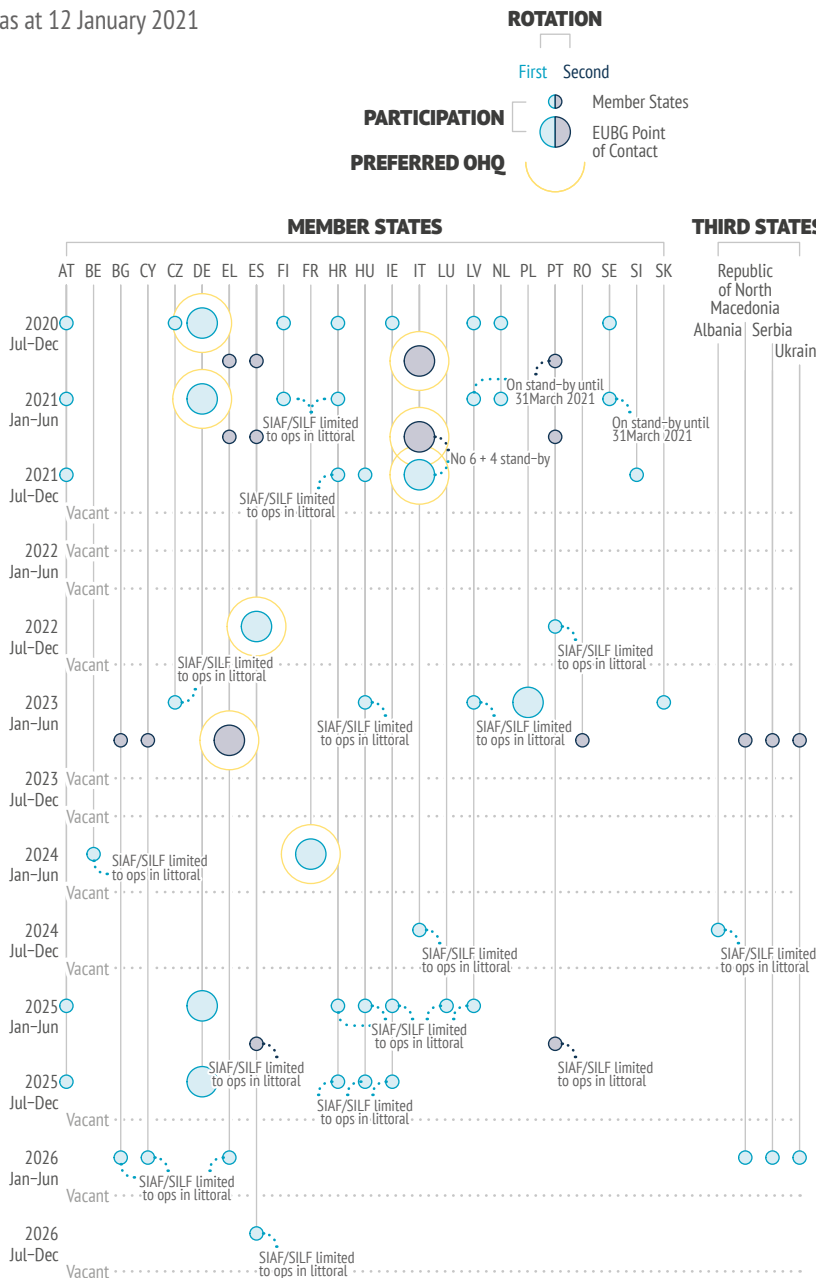 as at 12 January 2021
ROTATION
First Second
PARTICIPATION
Member States
EUBG Point
of Contact
PREFERRED OHQ
MEMBER STATES
THIRD STATES
AT BE BG CY CZ DE EL ES FI FR HR HU IE IT LU LV NL PL PT RO SE SI SK
Republic
of North
Macedonia
Albania Serbia
Ukrain
2020
Jul–Dec
2021
Jan–Jun
On stand–by until
31March 2021
SIAF/SILF limited
to ops in littoral
On stand–by until
31March 2021
No 6 + 4 stand–by
2021
Jul–Dec
SIAF/SILF limited
to ops in littoral
Vacant
2022
Jan–Jun
Vacant
Vacant
2022
Jul–Dec
SIAF/SILF limited
to ops in littoral
Vacant
SIAF/SILF limited
to ops in littoral
2023
Jan–Jun
SIAF/SILF limited
to ops in littoral
SIAF/SILF limited
to ops in littoral
2023
Jul–Dec
Vacant
Vacant
2024
Jan–Jun
SIAF/SILF limited
to ops in littoral
Vacant
2024
Jul–Dec
SIAF/SILF limited
to ops in littoral
SIAF/SILF limited
to ops in littoral
Vacant
2025
Jan–Jun
SIAF/SILF limited
to ops in littoral
SIAF/SILF limited
to ops in littoral
SIAF/SILF limited
to ops in littoral
2025
Jul–Dec
SIAF/SILF limited
to ops in littoral
Vacant
2026
Jan–Jun
SIAF/SILF limited
to ops in littoral
Vacant
2026
Jul–Dec
SIAF/SILF limited
to ops in littoral
Vacant